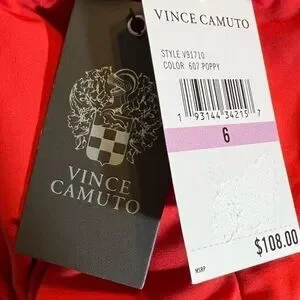 VINCE
CAMUTO
VINCE CAMUTO
STYLE V91710
COLOR 607 POPPY
1 93144 34215 7
6
$108.00
MSRP